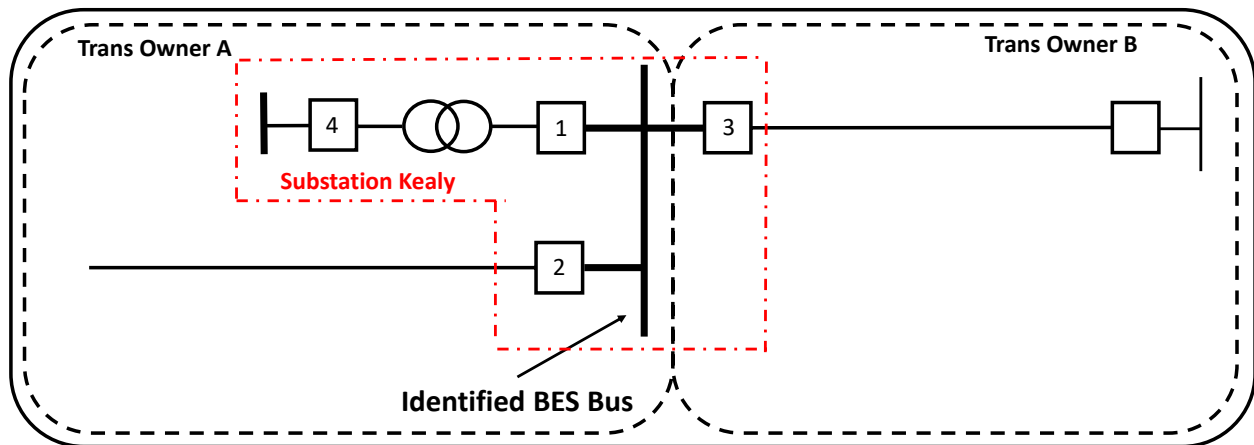 Trans Owner A
Trans Owner B
4
1
3
Substation Kealy
2
Identified BES Bus